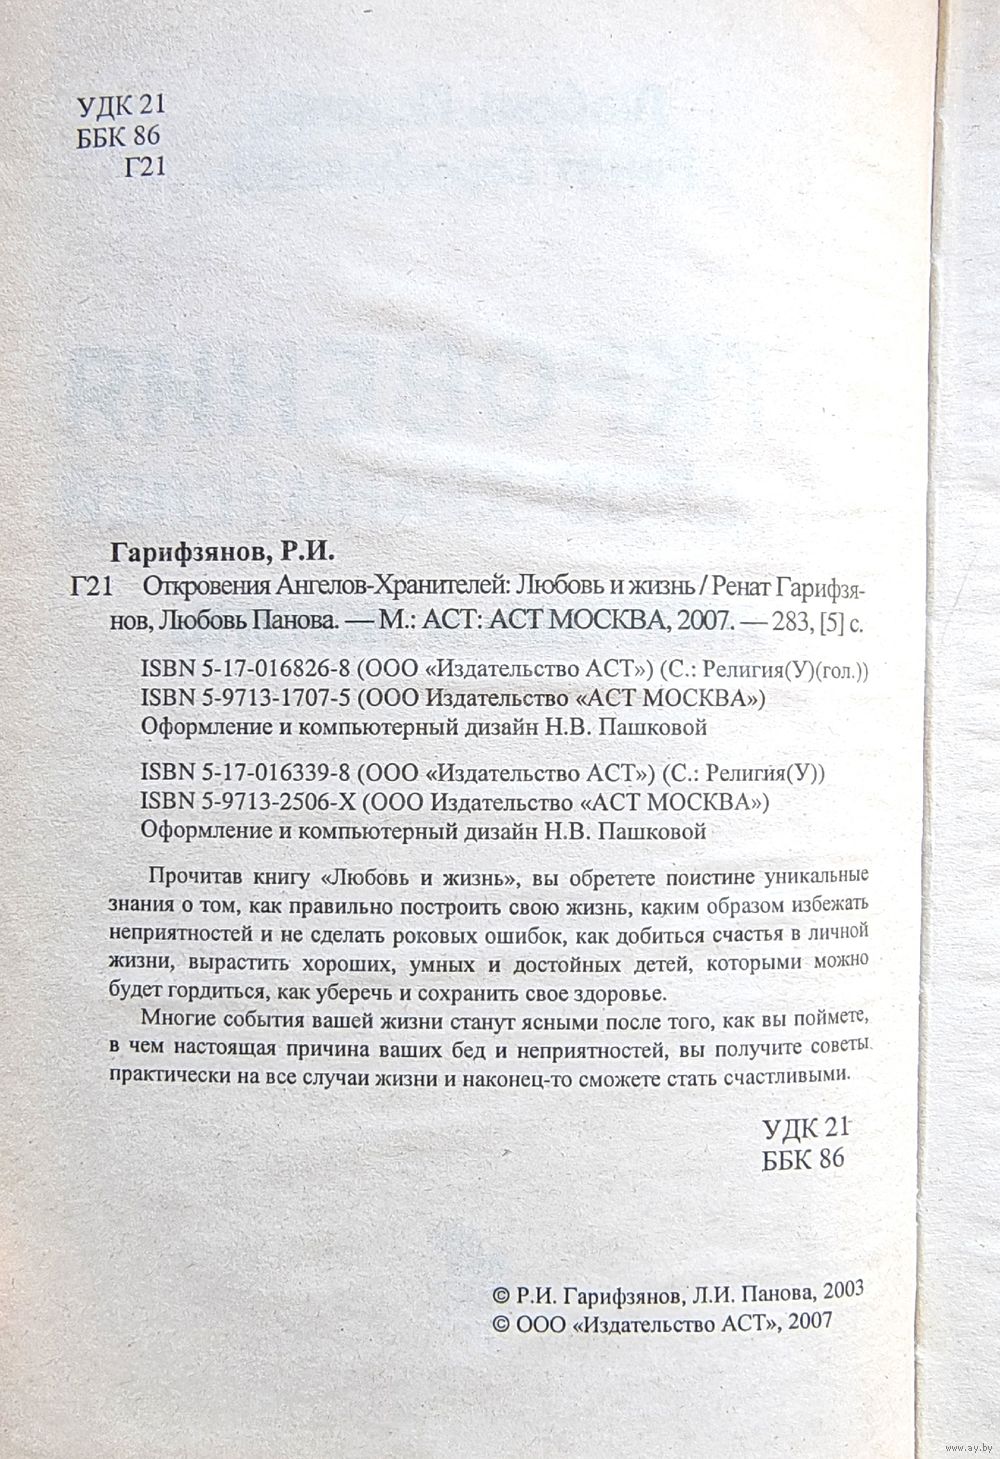 УДК 21
ББК 86
Г21
Гарифзянов, Р.И.
Г21 Откровения Ангелов-Хранителей: Любовь и жизнь / Ренат Гарифзя-
нов, Любовь Панова. — М.: АСТ: АСТ МОСКВА, 2007. — 283, [5] с.
ISBN 5-17-016826-8 (ООО «Издательство АСТ») (С.: Религия(У)(гол.))
ISBN 5-9713-1707-5 (ООО Издательство «АСТ МОСКВА»)
Оформление и компьютерный дизайн Н.В. Пашковой
ISBN 5-17-016339-8 (ООО «Издательство АСТ») (С.: Религия(У))
ISBN 5-9713-2506-X (ООО Издательство «АСТ МОСКВА»)
Оформление и компьютерный дизайн Н.В. Пашковой
Прочитав книгу «Любовь и жизнь», вы обретете поистине уникальные
знания о том, как правильно построить свою жизнь, каким образом избежать
неприятностей и не сделать роковых ошибок, как добиться счастья в личной
жизни, вырастить хороших, умных и достойных детей, которыми можно
будет гордиться, как уберечь и сохранить свое здоровье.
Многие события вашей жизни станут ясными после того, как вы поймете,
в чем настоящая причина ваших бед и неприятностей, вы получите советы
практически на все случаи жизни и наконец-то сможете стать счастливыми.
УДК 21
ББК 86
© Р.И. Гарифзянов, Л.И. Панова, 2003
© ООО «Издательство АСТ», 2007
www.ay.by